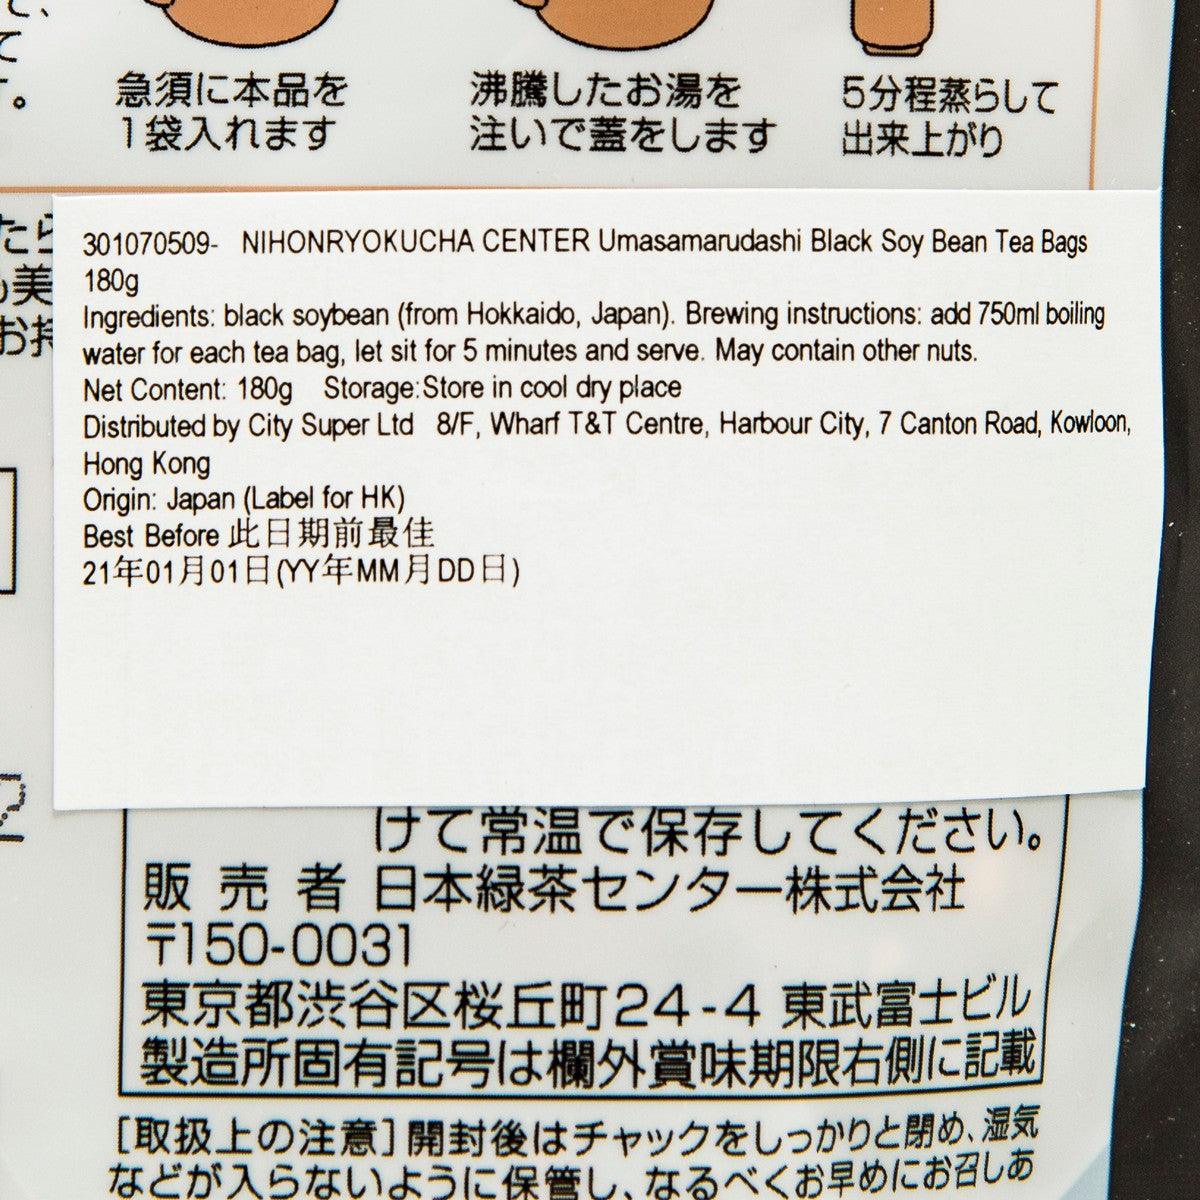 て
急須に本品を
1袋入れます
沸騰したお湯を
注いで蓋をします
5分程蒸らして
出来上がり
たら
美
お持
301070509- NIHONRYOKUCHA CENTER Umasamarudashi Black Soy Bean Tea Bags
180g
Ingredients: black soybean (from Hokkaido, Japan). Brewing instructions: add 750ml boiling
water for each tea bag, let sit for 5 minutes and serve. May contain other nuts.
Net Content: 180g Storage:Store in cool dry place
Distributed by City Super Ltd 8/F, Wharf T&T Centre, Harbour City, 7 Canton Road, Kowloon,
Hong Kong
Origin: Japan (Label for HK)
Best Before 此日期前最佳
21年01月01日(YY年MM月DD日)
けて常温で保存してください。
販売者 日本緑茶センター株式会社
〒150-0031
東京都渋谷区桜丘町24-4 東武富士ビル
製造所固有記号は欄外賞味期限右側に記載
[取扱上の注意]開封後はチャックをしっかりと閉め、湿気
などが入らないように保管し、なるべくお早めにお召しあ